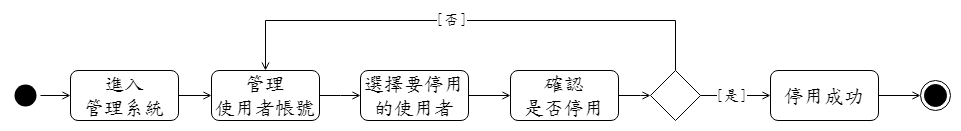 [否]
進入
管理系統
管理
使用者帳號
選擇要停用
的使用者
確認
是否停用
[是]
停用成功